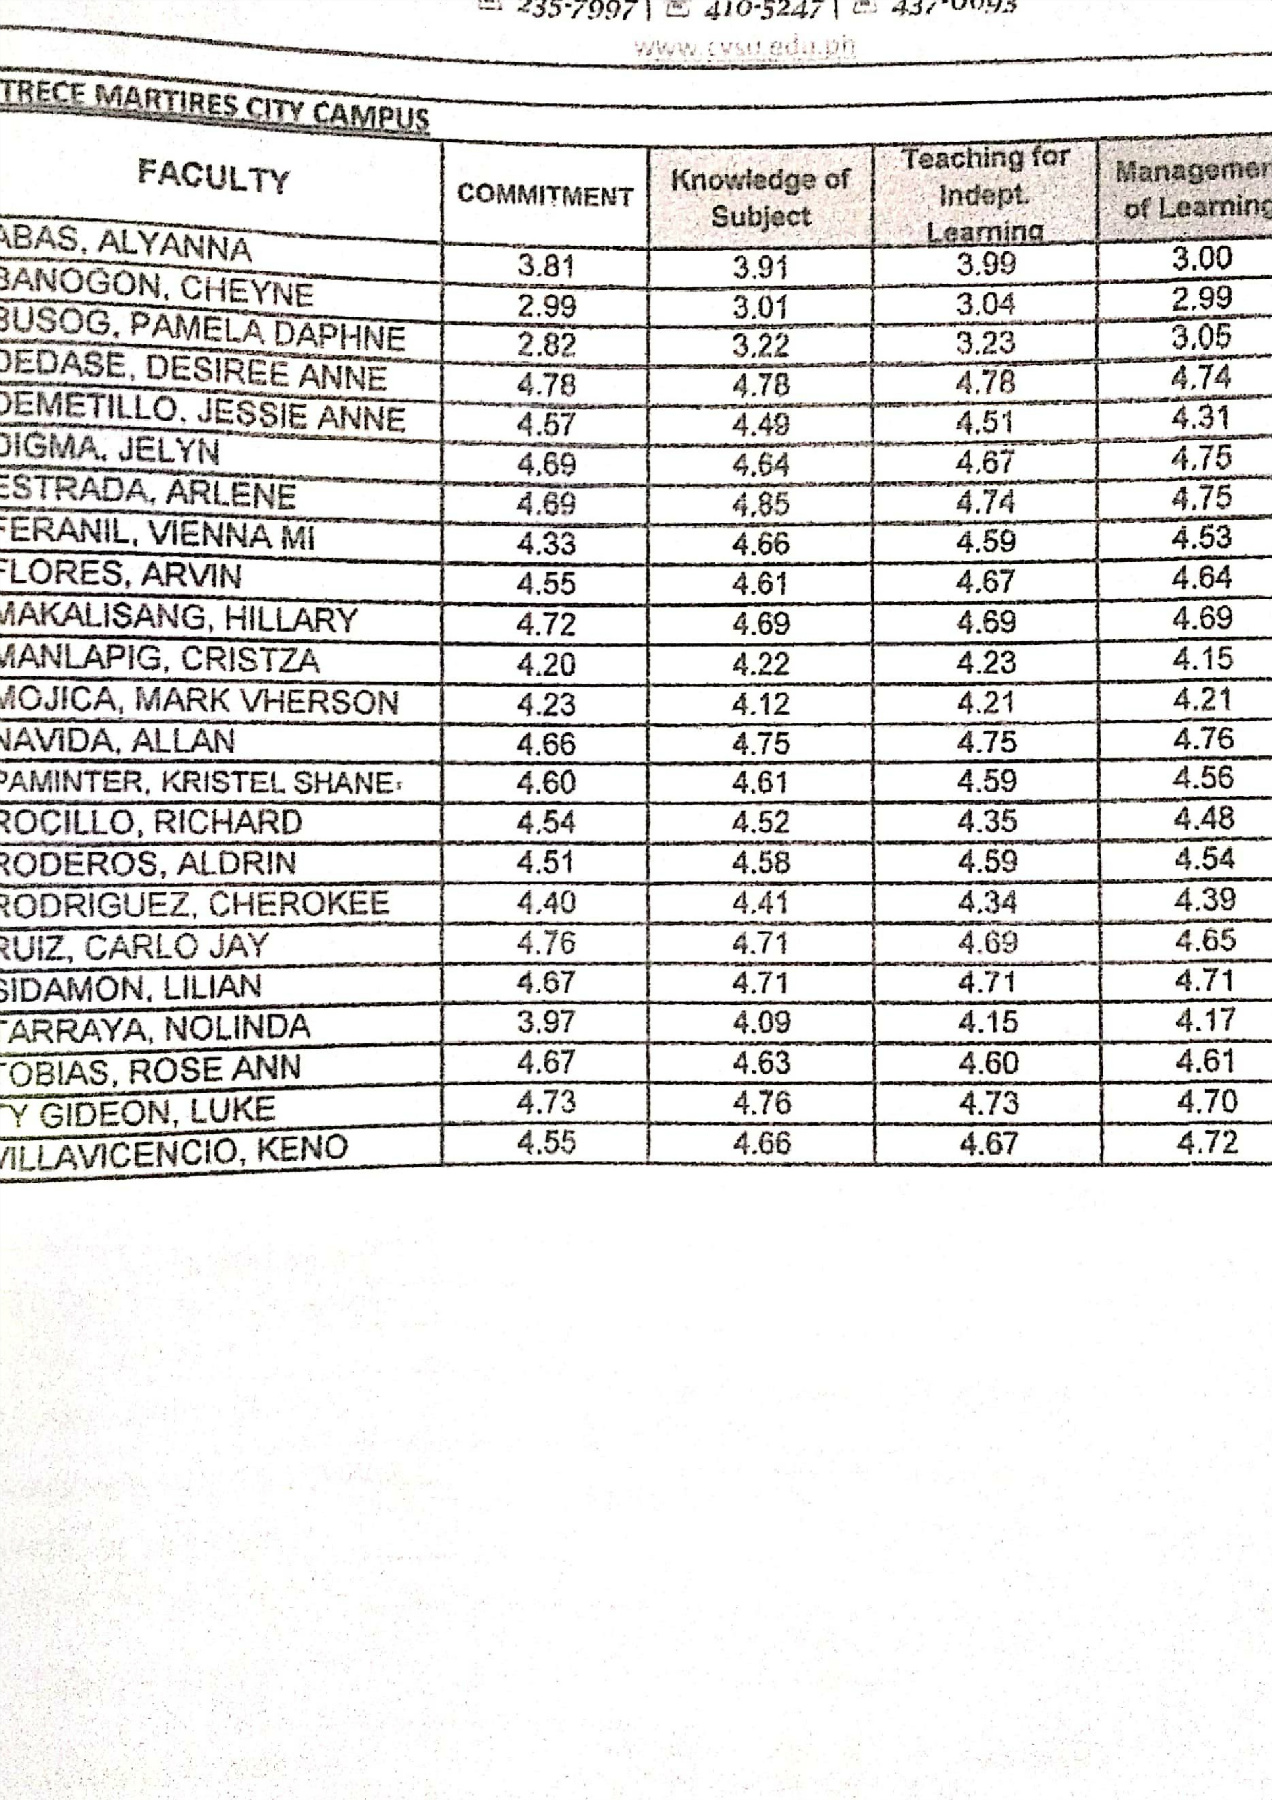 235-7997 | 410-5247 | 437-0093
www.cvsu.edu.ph
TRECE MARTIRES CITY CAMPUS
FACULTY COMMITMENT Knowledge of Subject Teaching for Indept. Learning Managemen of Learning
ABAS, ALYANNA 3.81 3.91 3.99 3.00
BANOGON, CHEYNE 2.99 3.01 3.04 2.99
BUSOG, PAMELA DAPHNE 2.82 3.22 3.23 3.05
DEDASE, DESIREE ANNE 4.78 4.78 4.78 4.74
DEMETILLO, JESSIE ANNE 4.57 4.49 4.51 4.31
DIGMA, JELYN 4.69 4.64 4.67 4.75
ESTRADA, ARLENE 4.69 4.85 4.74 4.75
FERANIL, VIENNA MI 4.33 4.66 4.59 4.53
FLORES, ARVIN 4.55 4.61 4.67 4.64
MAKALISANG, HILLARY 4.72 4.69 4.69 4.69
MANLAPIG, CRISTZA 4.20 4.22 4.23 4.15
MOJICA, MARK VHERSON 4.23 4.12 4.21 4.21
NAVIDA, ALLAN 4.66 4.75 4.75 4.76
PAMINTER, KRISTEL SHANE 4.60 4.61 4.59 4.56
ROCILLO, RICHARD 4.54 4.52 4.35 4.48
RODEROS, ALDRIN 4.51 4.58 4.59 4.54
RODRIGUEZ, CHEROKEE 4.40 4.41 4.34 4.39
RUIZ, CARLO JAY 4.76 4.71 4.69 4.65
SIDAMON, LILIAN 4.67 4.71 4.71 4.71
TARRAYA, NOLINDA 3.97 4.09 4.15 4.17
TOBIAS, ROSE ANN 4.67 4.63 4.60 4.61
TY GIDEON, LUKE 4.73 4.76 4.73 4.70
VILLAVICENCIO, KENO 4.55 4.66 4.67 4.72